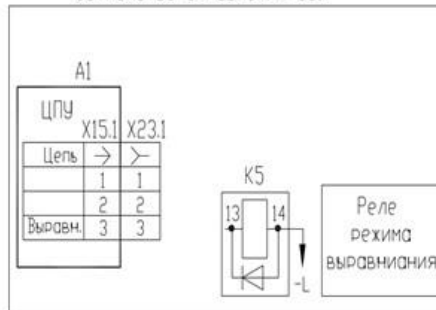 A1
ЦПУ
X15.1 X23.1
Цепь
1 1
2 2
Выравн. 3 3
K5
13 14
-L
Реле
режима
выравниания